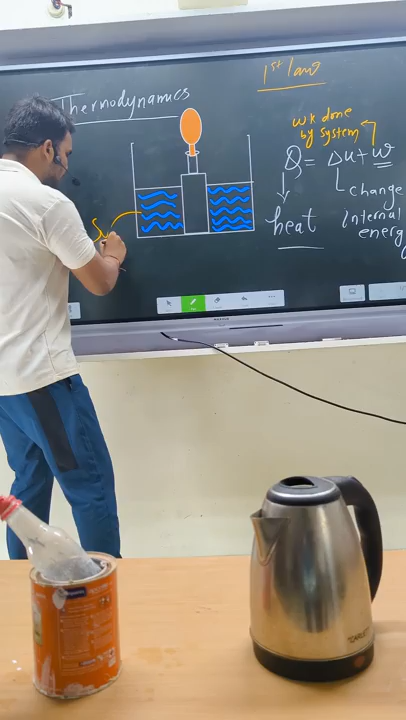 Thermodynamics
1st law
wk done
by system
Q = Δu + w
heat
change
Internal
energy